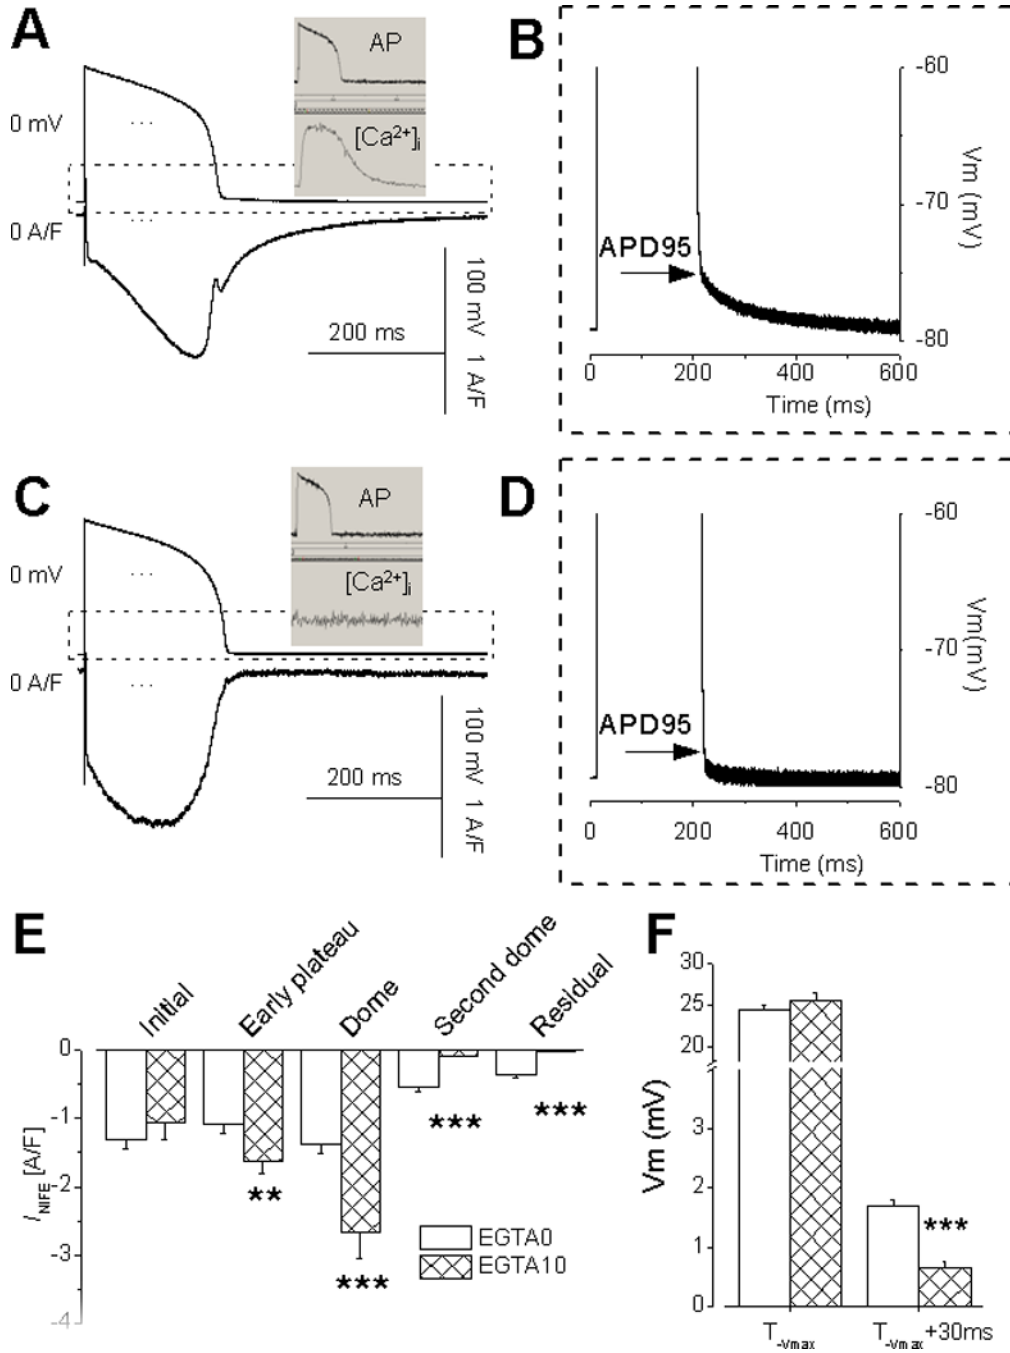 A
AP
0 mV
...
[Ca²⁺]ᵢ
0 A/F
...
200 ms
100 mV 1 A/F
B
-60
-70
-80
Vm (mV)
APD95
0 200 400 600
Time (ms)
C
AP
0 mV
...
[Ca²⁺]ᵢ
0 A/F
...
200 ms
100 mV 1 A/F
D
-60
-70
-80
Vm(mV)
APD95
0 200 400 600
Time (ms)
E
Initial
Early plateau
Dome
Second dome
Residual
0
-1
-2
-3
-4
I_NIFE [A/F]
**
***
***
***
EGTA0
EGTA10
F
30
25
20
3
2
1
0
Vm (mV)
***
T_-Vmax
T_-Vmax+30ms